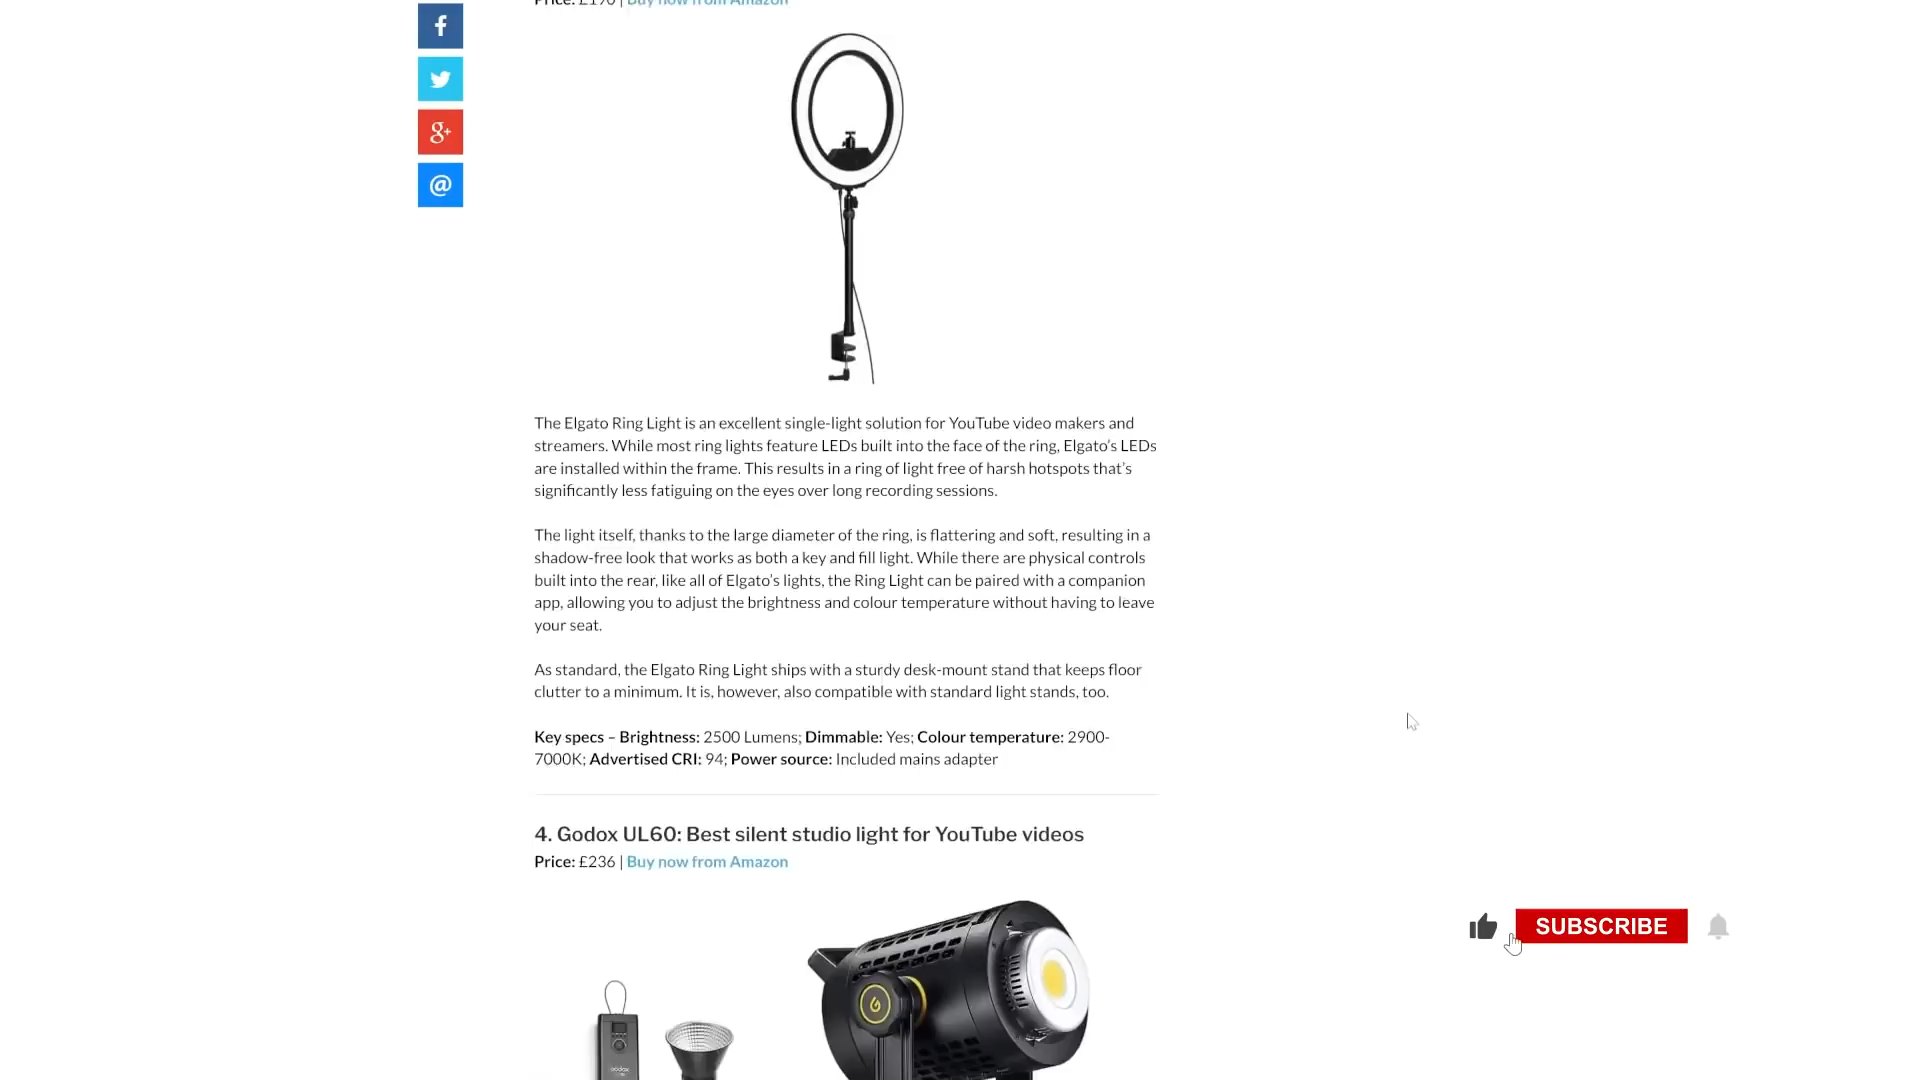 Price: £190 | Buy now from Amazon
f
g+
@
The Elgato Ring Light is an excellent single-light solution for YouTube video makers and
streamers. While most ring lights feature LEDs built into the face of the ring, Elgato’s LEDs
are installed within the frame. This results in a ring of light free of harsh hotspots that’s
significantly less fatiguing on the eyes over long recording sessions.
The light itself, thanks to the large diameter of the ring, is flattering and soft, resulting in a
shadow-free look that works as both a key and fill light. While there are physical controls
built into the rear, like all of Elgato’s lights, the Ring Light can be paired with a companion
app, allowing you to adjust the brightness and colour temperature without having to leave
your seat.
As standard, the Elgato Ring Light ships with a sturdy desk-mount stand that keeps floor
clutter to a minimum. It is, however, also compatible with standard light stands, too.
Key specs – Brightness: 2500 Lumens; Dimmable: Yes; Colour temperature: 2900-
7000K; Advertised CRI: 94; Power source: Included mains adapter
4. Godox UL60: Best silent studio light for YouTube videos
Price: £236 | Buy now from Amazon
SUBSCRIBE